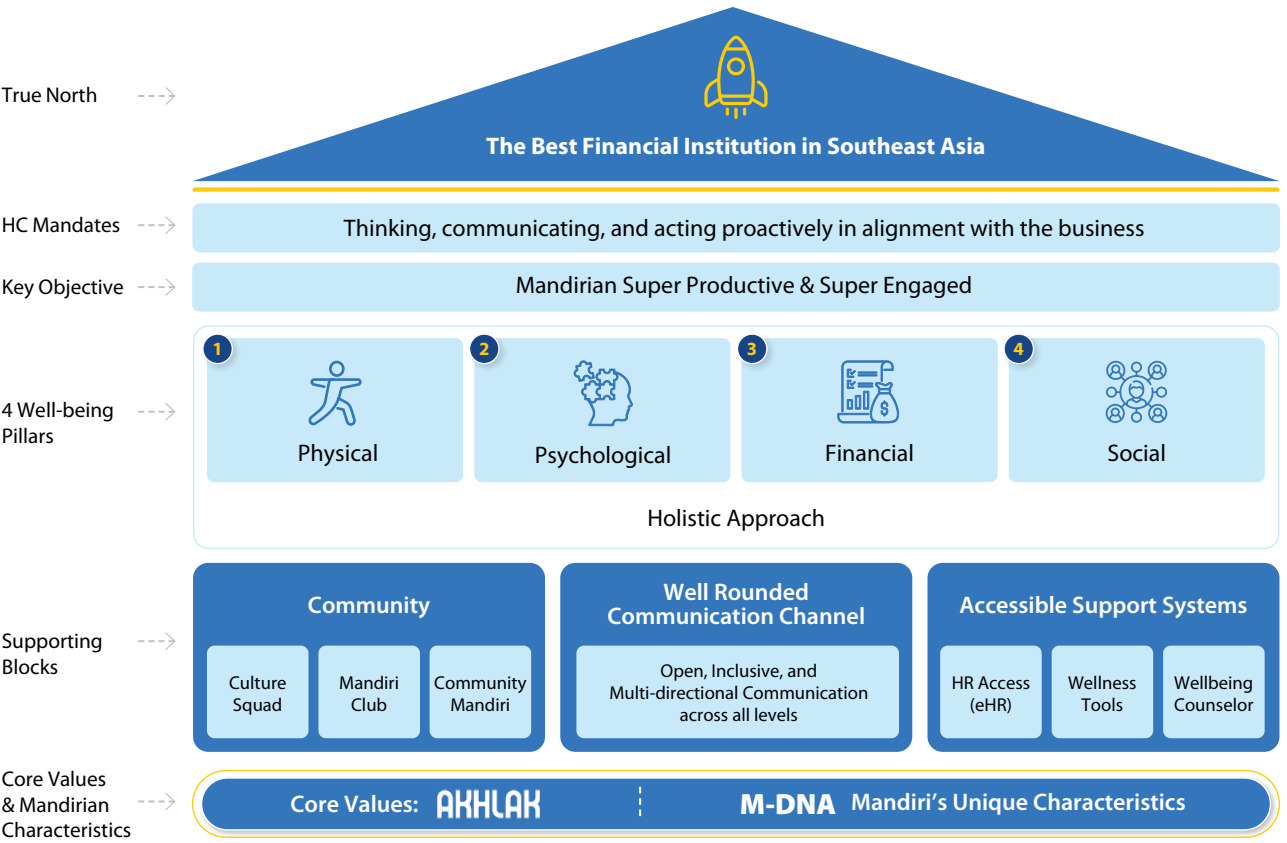 True North
The Best Financial Institution in Southeast Asia
HC Mandates
Thinking, communicating, and acting proactively in alignment with the business
Key Objective
Mandirian Super Productive & Super Engaged
4 Well-being
Pillars
1
Physical
2
Psychological
3
Financial
4
Social
Holistic Approach
Supporting
Blocks
Community
Culture
Squad
Mandiri
Club
Community
Mandiri
Well Rounded
Communication Channel
Open, Inclusive, and
Multi-directional Communication
across all levels
Accessible Support Systems
HR Access
(eHR)
Wellness
Tools
Wellbeing
Counselor
Core Values
& Mandirian
Characteristics
Core Values: AKHLAK
M-DNA Mandiri's Unique Characteristics